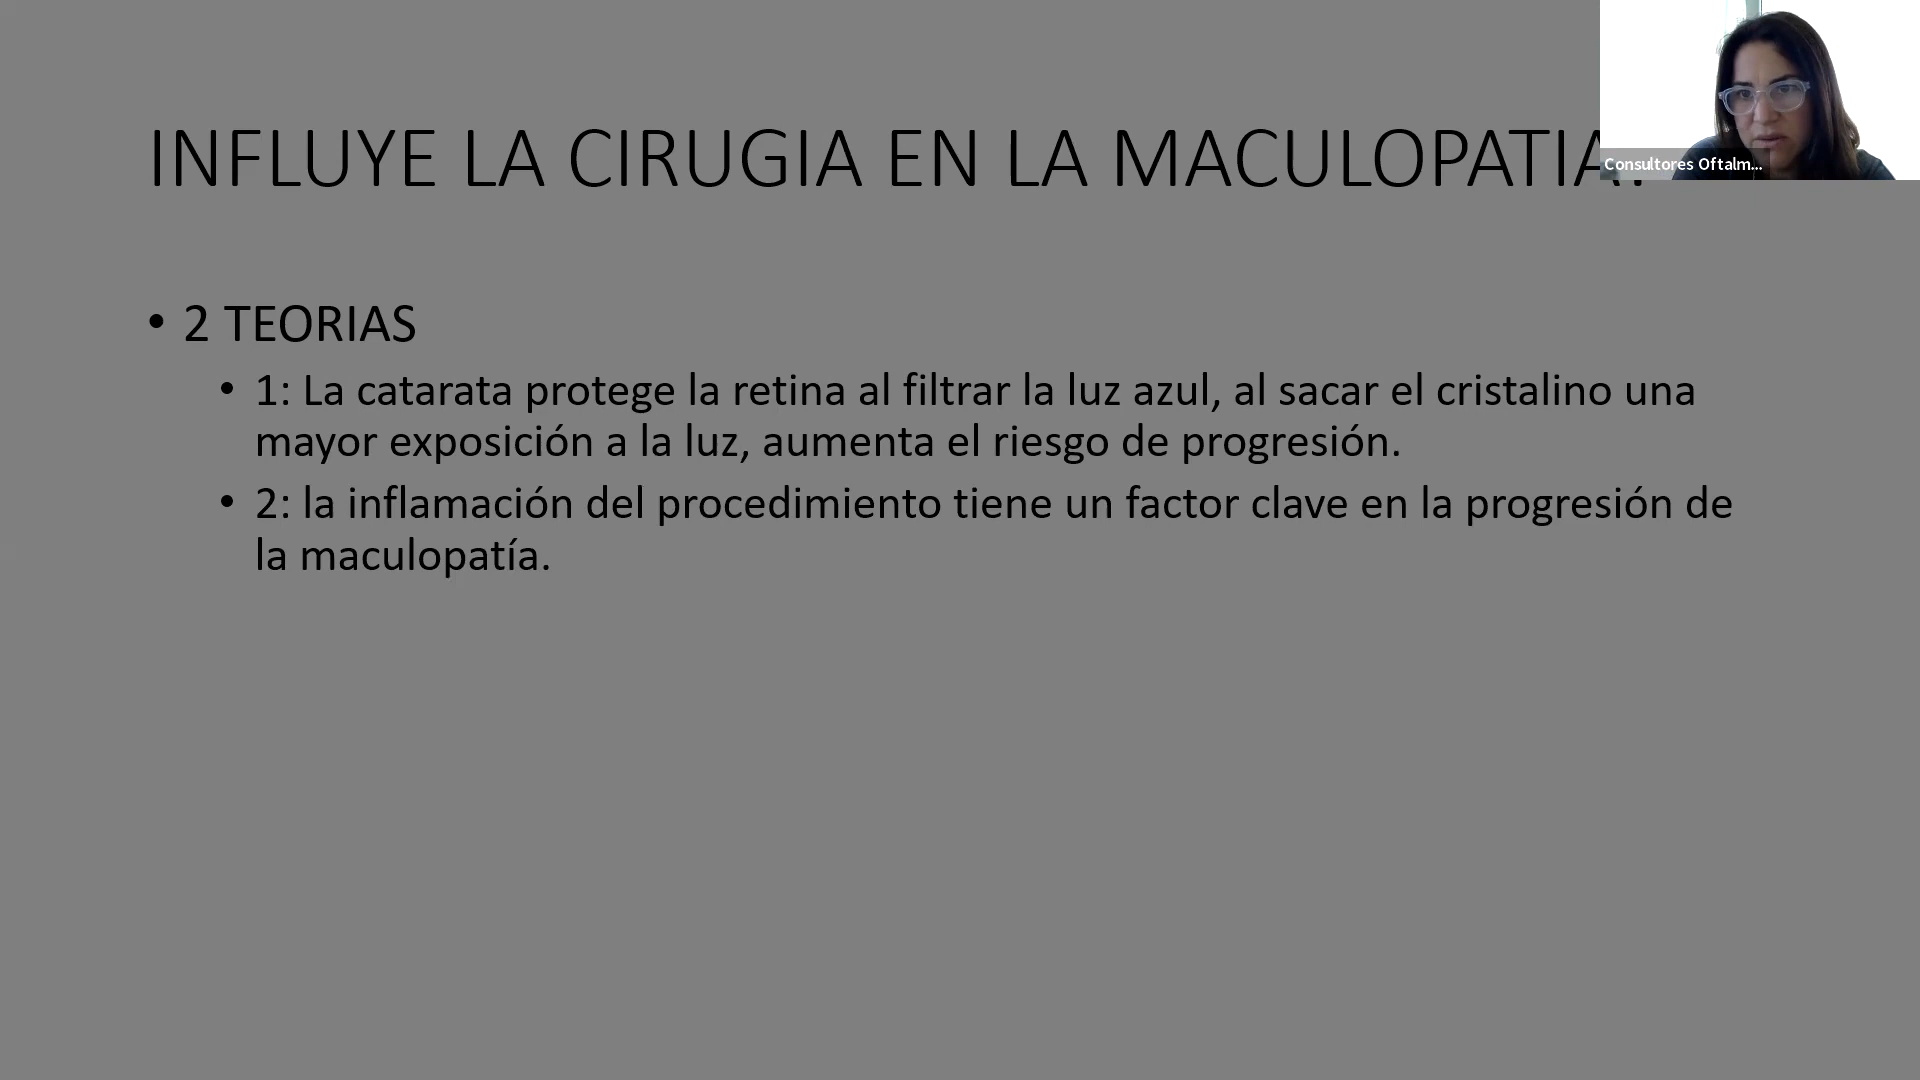 INFLUYE LA CIRUGIA EN LA MACULOPATIA?
Consultores Oftalm...
• 2 TEORIAS
• 1: La catarata protege la retina al filtrar la luz azul, al sacar el cristalino una
mayor exposición a la luz, aumenta el riesgo de progresión.
• 2: la inflamación del procedimiento tiene un factor clave en la progresión de
la maculopatía.